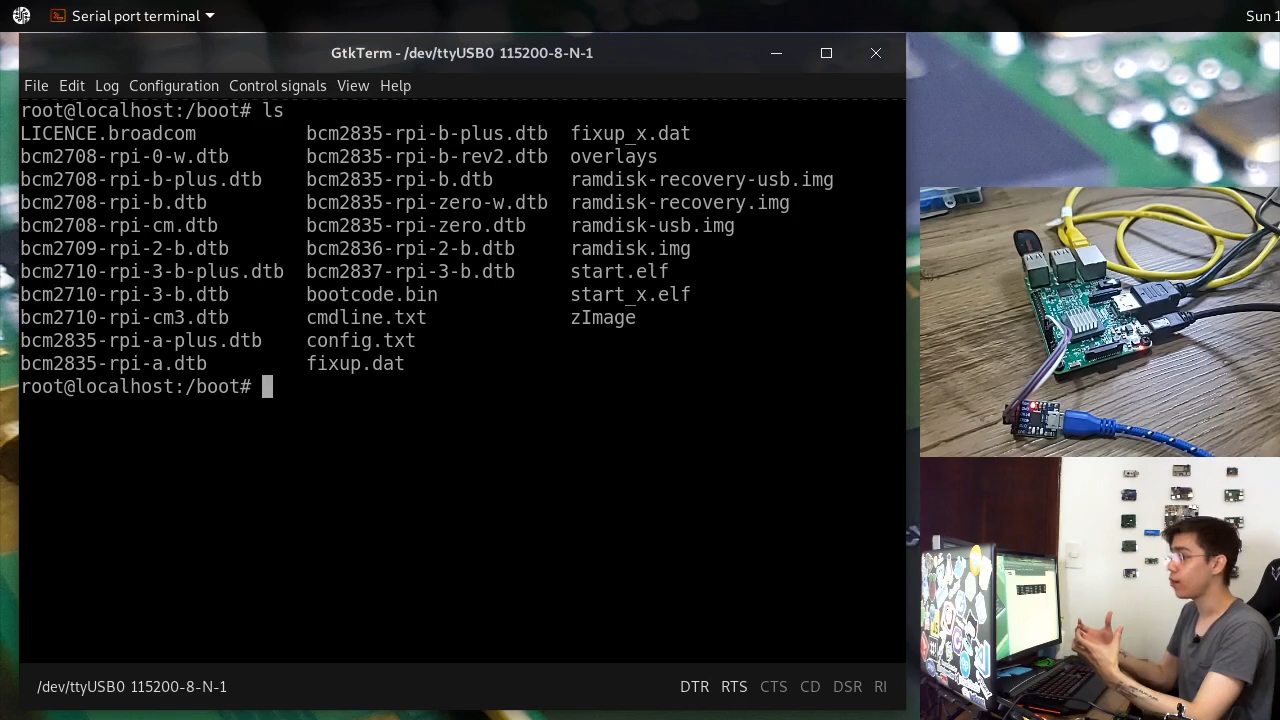 Serial port terminal
Sun 1
GtkTerm - /dev/ttyUSB0 115200-8-N-1
File Edit Log Configuration Control signals View Help
root@localhost:/boot# ls
LICENCE.broadcom bcm2835-rpi-b-plus.dtb fixup_x.dat
bcm2708-rpi-0-w.dtb bcm2835-rpi-b-rev2.dtb overlays
bcm2708-rpi-b-plus.dtb bcm2835-rpi-b.dtb ramdisk-recovery-usb.img
bcm2708-rpi-b.dtb bcm2835-rpi-zero-w.dtb ramdisk-recovery.img
bcm2708-rpi-cm.dtb bcm2835-rpi-zero.dtb ramdisk-usb.img
bcm2709-rpi-2-b.dtb bcm2836-rpi-2-b.dtb ramdisk.img
bcm2710-rpi-3-b-plus.dtb bcm2837-rpi-3-b.dtb start.elf
bcm2710-rpi-3-b.dtb bootcode.bin start_x.elf
bcm2710-rpi-cm3.dtb cmdline.txt zImage
bcm2835-rpi-a-plus.dtb config.txt
bcm2835-rpi-a.dtb fixup.dat
root@localhost:/boot#
/dev/ttyUSB0 115200-8-N-1
DTR RTS CTS CD DSR RI